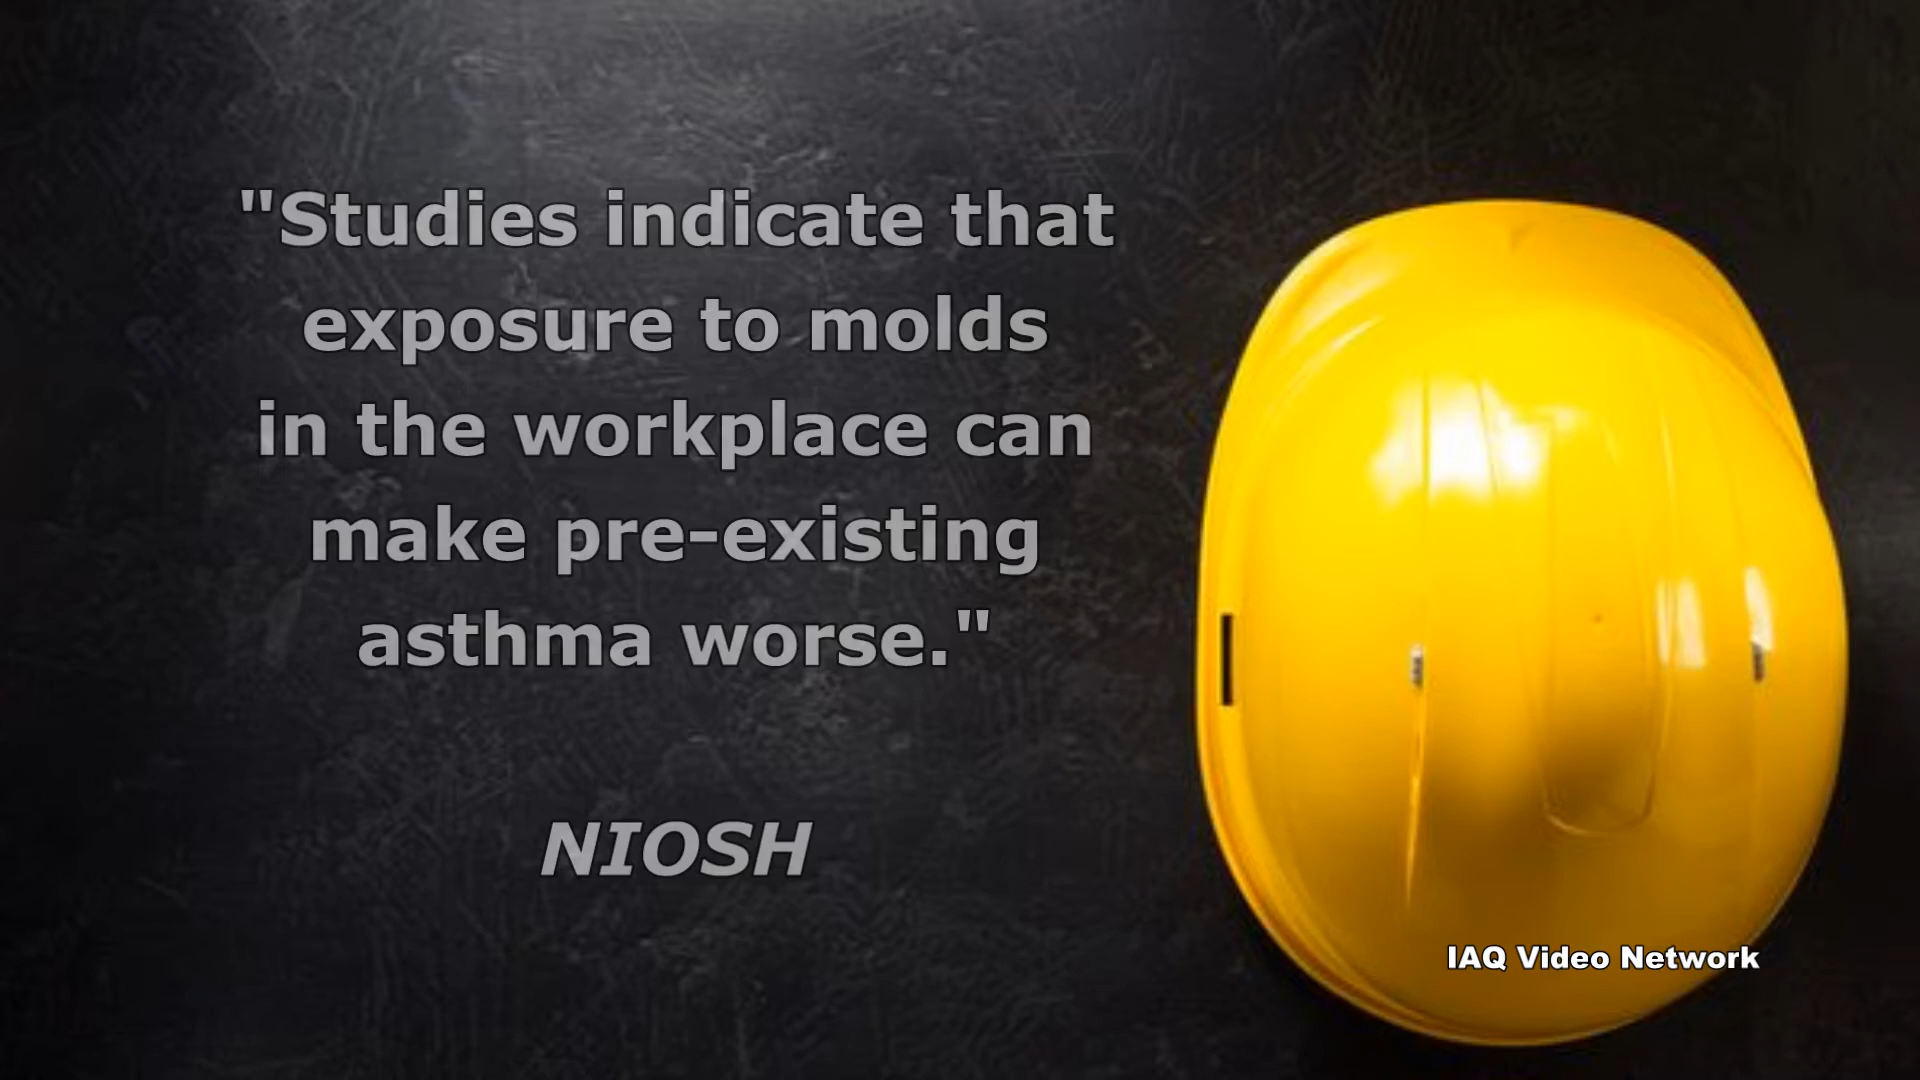 "Studies indicate that
exposure to molds
in the workplace can
make pre-existing
asthma worse."
NIOSH
IAQ Video Network